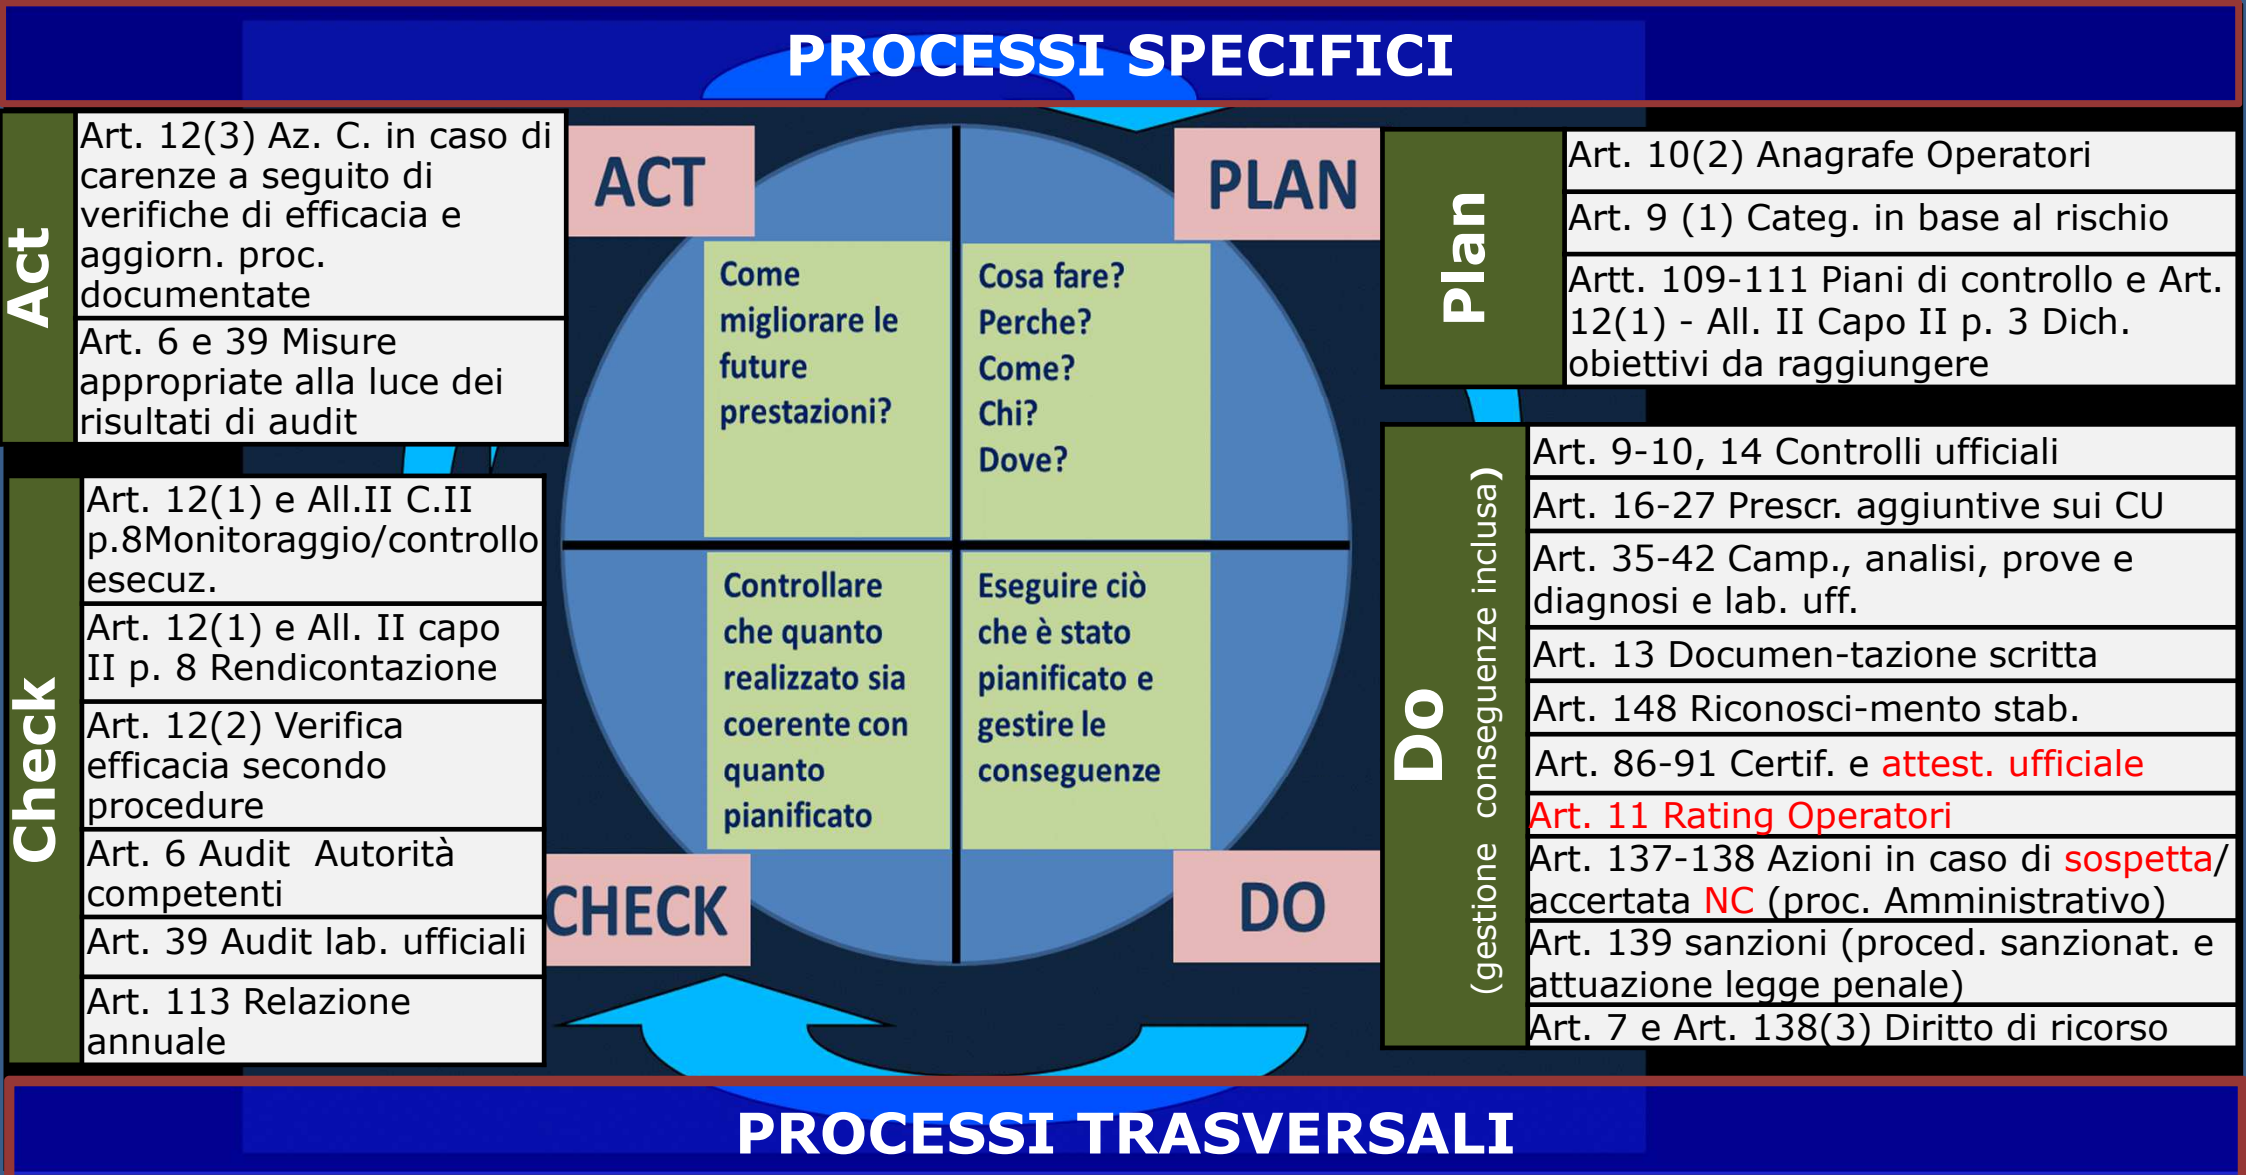 PROCESSI SPECIFICI
Act
Art. 12(3) Az. C. in caso di
carenze a seguito di
verifiche di efficacia e
aggiorn. proc.
documentate
Art. 6 e 39 Misure
appropriate alla luce dei
risultati di audit
Check
Art. 12(1) e All.II C.II
p.8Monitoraggio/controllo
esecuz.
Art. 12(1) e All. II capo
II p. 8 Rendicontazione
Art. 12(2) Verifica
efficacia secondo
procedure
Art. 6 Audit  Autorità
competenti
Art. 39 Audit lab. ufficiali
Art. 113 Relazione
annuale
ACT
Come
migliorare le
future
prestazioni?
PLAN
Cosa fare?
Perche?
Come?
Chi?
Dove?
Controllare
che quanto
realizzato sia
coerente con
quanto
pianificato
CHECK
Eseguire ciò
che è stato
pianificato e
gestire le
conseguenze
DO
Plan
Art. 10(2) Anagrafe Operatori
Art. 9 (1) Categ. in base al rischio
Artt. 109-111 Piani di controllo e Art.
12(1) - All. II Capo II p. 3 Dich.
obiettivi da raggiungere
Do
(gestione conseguenze inclusa)
Art. 9-10, 14 Controlli ufficiali
Art. 16-27 Prescr. aggiuntive sui CU
Art. 35-42 Camp., analisi, prove e
diagnosi e lab. uff.
Art. 13 Documen-tazione scritta
Art. 148 Riconosci-mento stab.
Art. 86-91 Certif. e attest. ufficiale
Art. 11 Rating Operatori
Art. 137-138 Azioni in caso di sospetta/
accertata NC (proc. Amministrativo)
Art. 139 sanzioni (proced. sanzionat. e
attuazione legge penale)
Art. 7 e Art. 138(3) Diritto di ricorso
PROCESSI TRASVERSALI